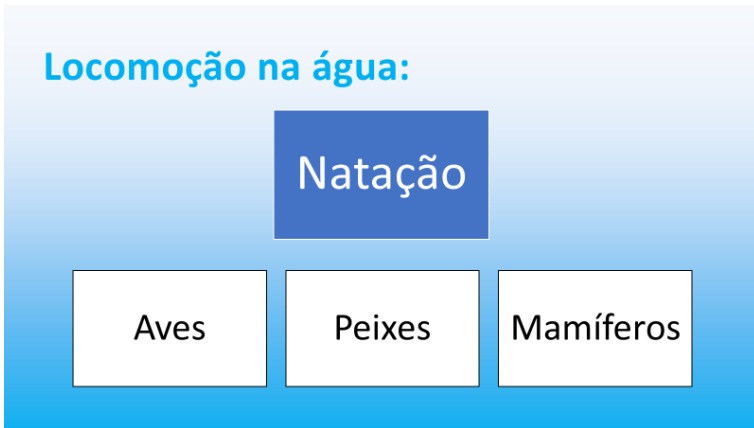 Locomoção na água:
Natação
Aves
Peixes
Mamíferos